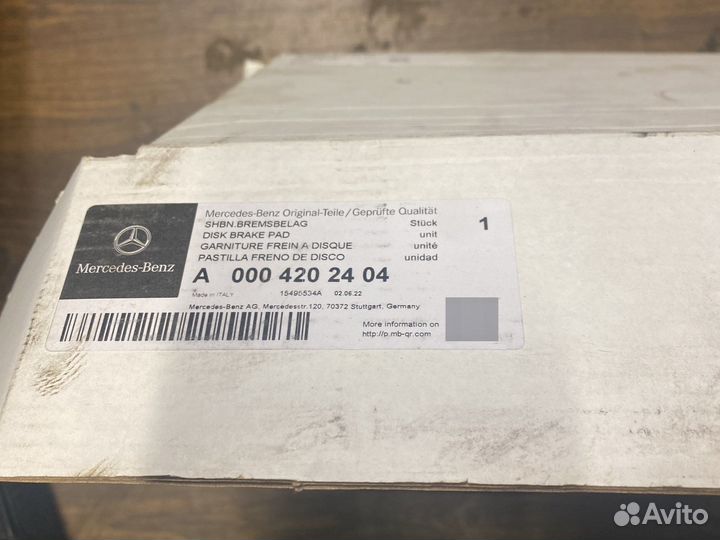 Mercedes-Benz
Mercedes-Benz Original-Teile/Geprüfte Qualität
SHBN.BREMSBELAG Stück 1
DISK BRAKE PAD unit
GARNITURE FREIN A DISQUE unité
PASTILLA FRENO DE DISCO unidad
A 000 420 24 04
Made in ITALY 15495534A 02.06.22
Mercedes-Benz AG, Mercedesstr.120, 70372 Stuttgart, Germany
More information on
http://p.mb-qr.com
Avito